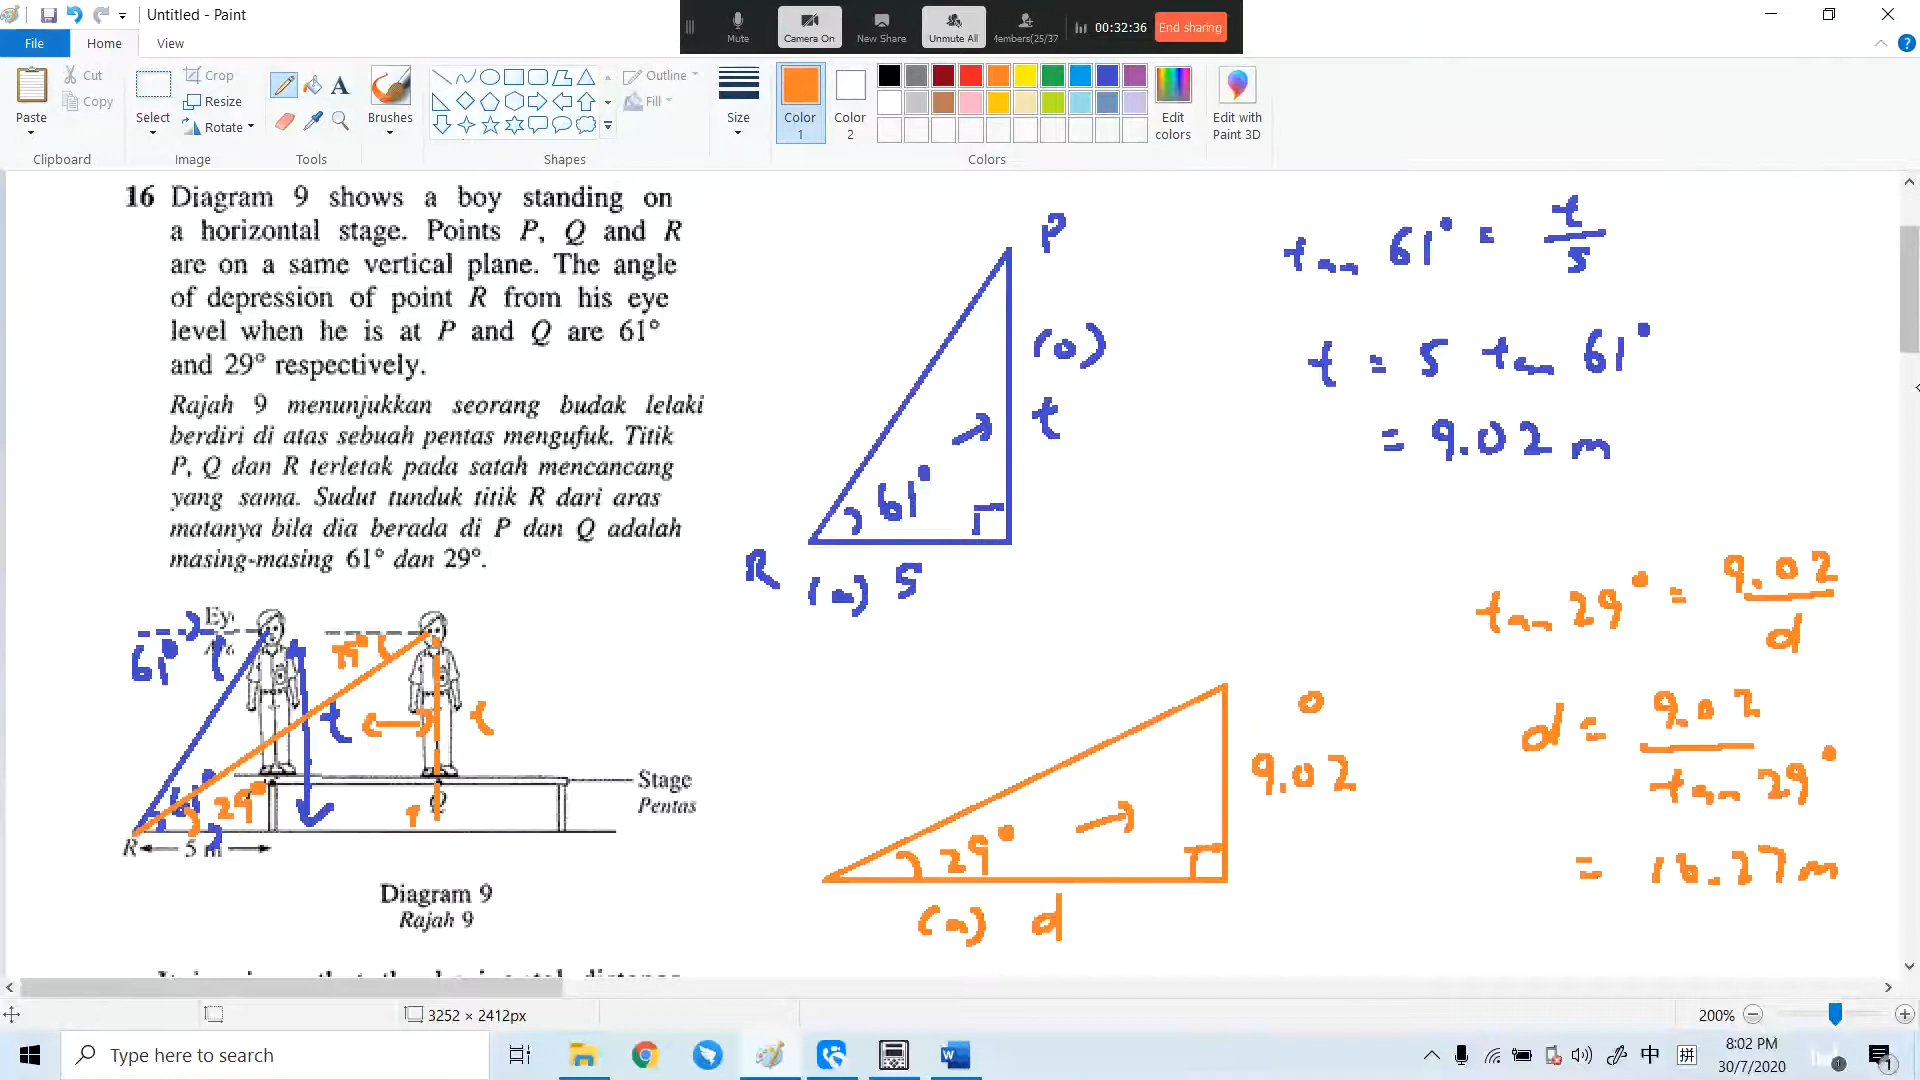 Untitled - Paint
Mute
Camera On
New Share
Unmute All
Members(25/37
00:32:36
End sharing
File
Home
View
Paste
Cut
Copy
Select
Crop
Resize
Rotate
A
Brushes
Outline
Fill
Size
Color 1
Color 2
Edit colors
Edit with Paint 3D
Clipboard
Image
Tools
Shapes
Colors
16 Diagram 9 shows a boy standing on
a horizontal stage. Points P, Q and R
are on a same vertical plane. The angle
of depression of point R from his eye
level when he is at P and Q are 61°
and 29° respectively.
Rajah 9 menunjukkan seorang budak lelaki
berdiri di atas sebuah pentas mengufuk. Titik
P, Q dan R terletak pada satah mencancang
yang sama. Sudut tunduk titik R dari aras
matanya bila dia berada di P dan Q adalah
masing-masing 61° dan 29°.
61°
t
t
29°
Q
R
5 m
Stage
Pentas
Diagram 9
Rajah 9
P
(o)
t
61°
R
(a) 5
tan 61° = t/5
t = 5 tan 61°
= 9.02 m
o
9.02
29°
(a) d
tan 29° = 9.02/d
d = 9.02/tan 29°
= 16.27 m
3252 × 2412px
200%
Type here to search
中
拼
8:02 PM
30/7/2020
1